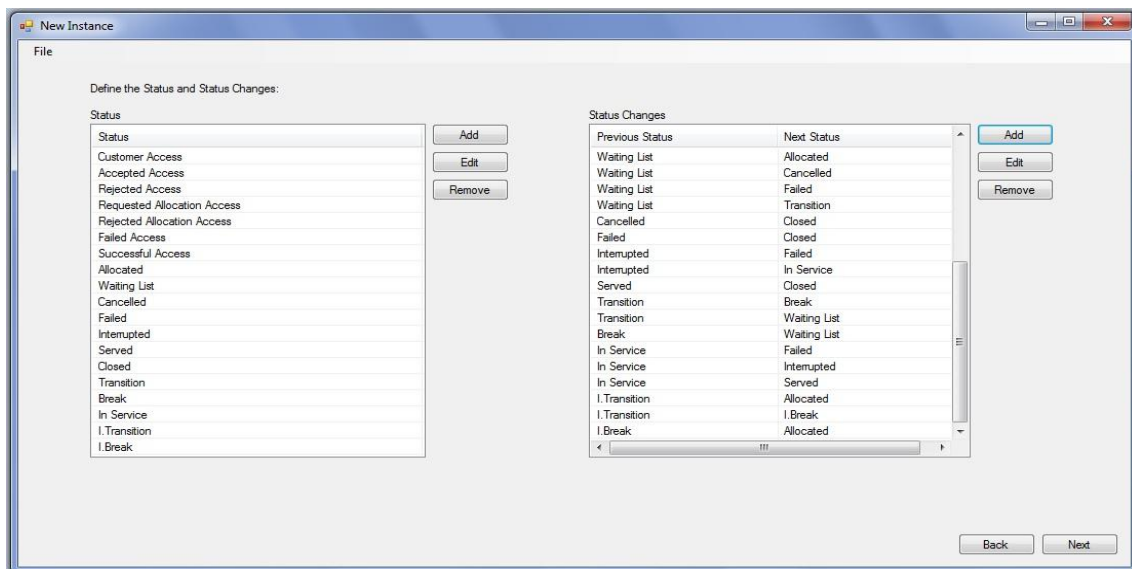 New Instance
File
Define the Status and Status Changes:
Status
Status
Customer Access
Accepted Access
Rejected Access
Requested Allocation Access
Rejected Allocation Access
Failed Access
Successful Access
Allocated
Waiting List
Cancelled
Failed
Interrupted
Served
Closed
Transition
Break
In Service
I.Transition
I.Break
Add
Edit
Remove
Status Changes
Previous Status Next Status
Waiting List Allocated
Waiting List Cancelled
Waiting List Failed
Waiting List Transition
Cancelled Closed
Failed Closed
Interrupted Failed
Interrupted In Service
Served Closed
Transition Break
Transition Waiting List
Break Waiting List
In Service Failed
In Service Interrupted
In Service Served
I.Transition Allocated
I.Transition I.Break
I.Break Allocated
Add
Edit
Remove
Back Next